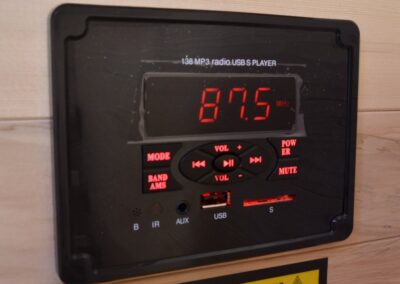 138 MP3 radio USB S PLAYER
87.5 MHz
MODE
VOL +
POW
ER
BAND
AMS
VOL -
MUTE
B IR AUX USB S